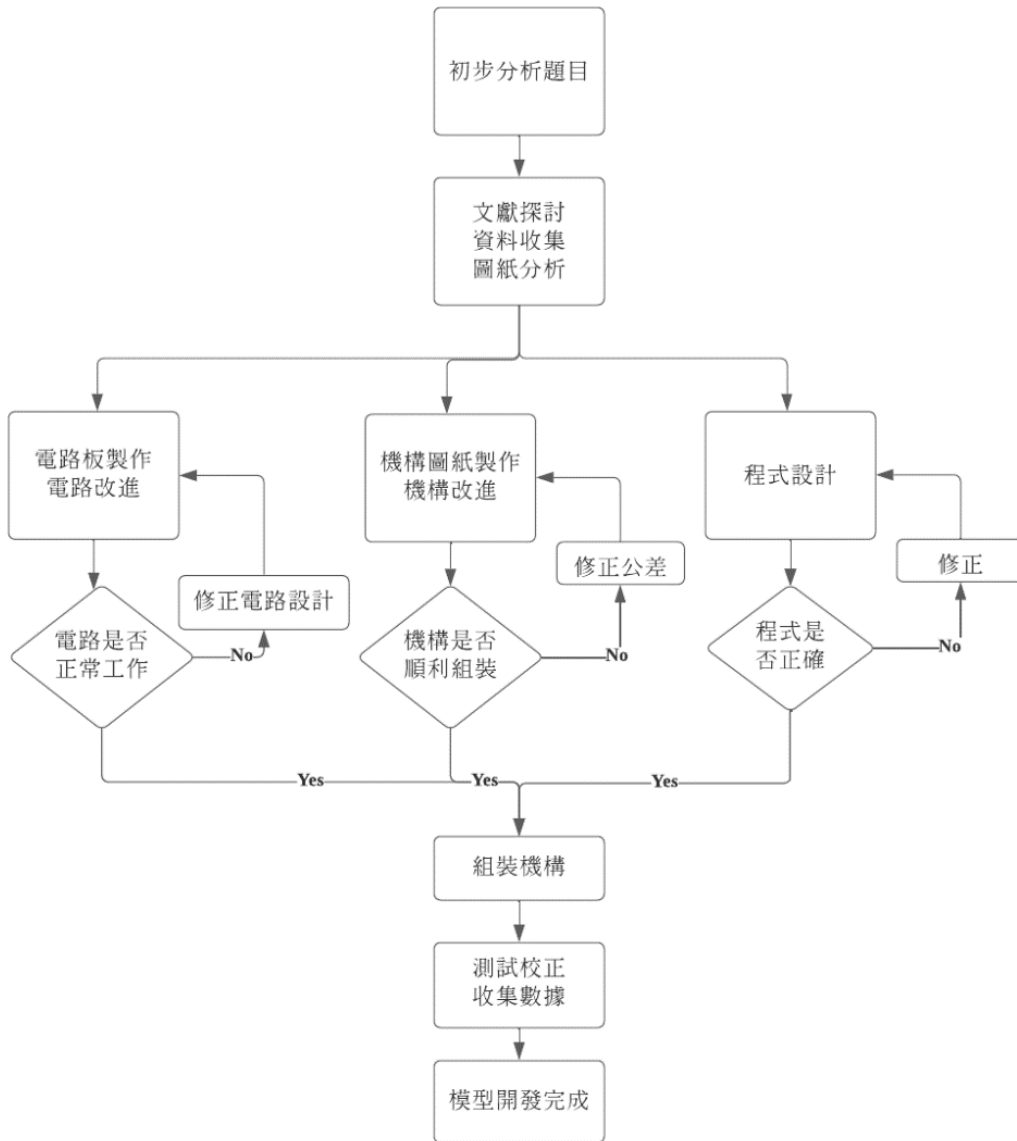 初步分析題目
文獻探討
資料收集
圖紙分析
電路板製作
電路改進
機構圖紙製作
機構改進
程式設計
修正電路設計
修正公差
修正
電路是否
正常工作
No
機構是否
順利組裝
No
程式是
否正確
No
Yes
Yes
Yes
組裝機構
測試校正
收集數據
模型開發完成